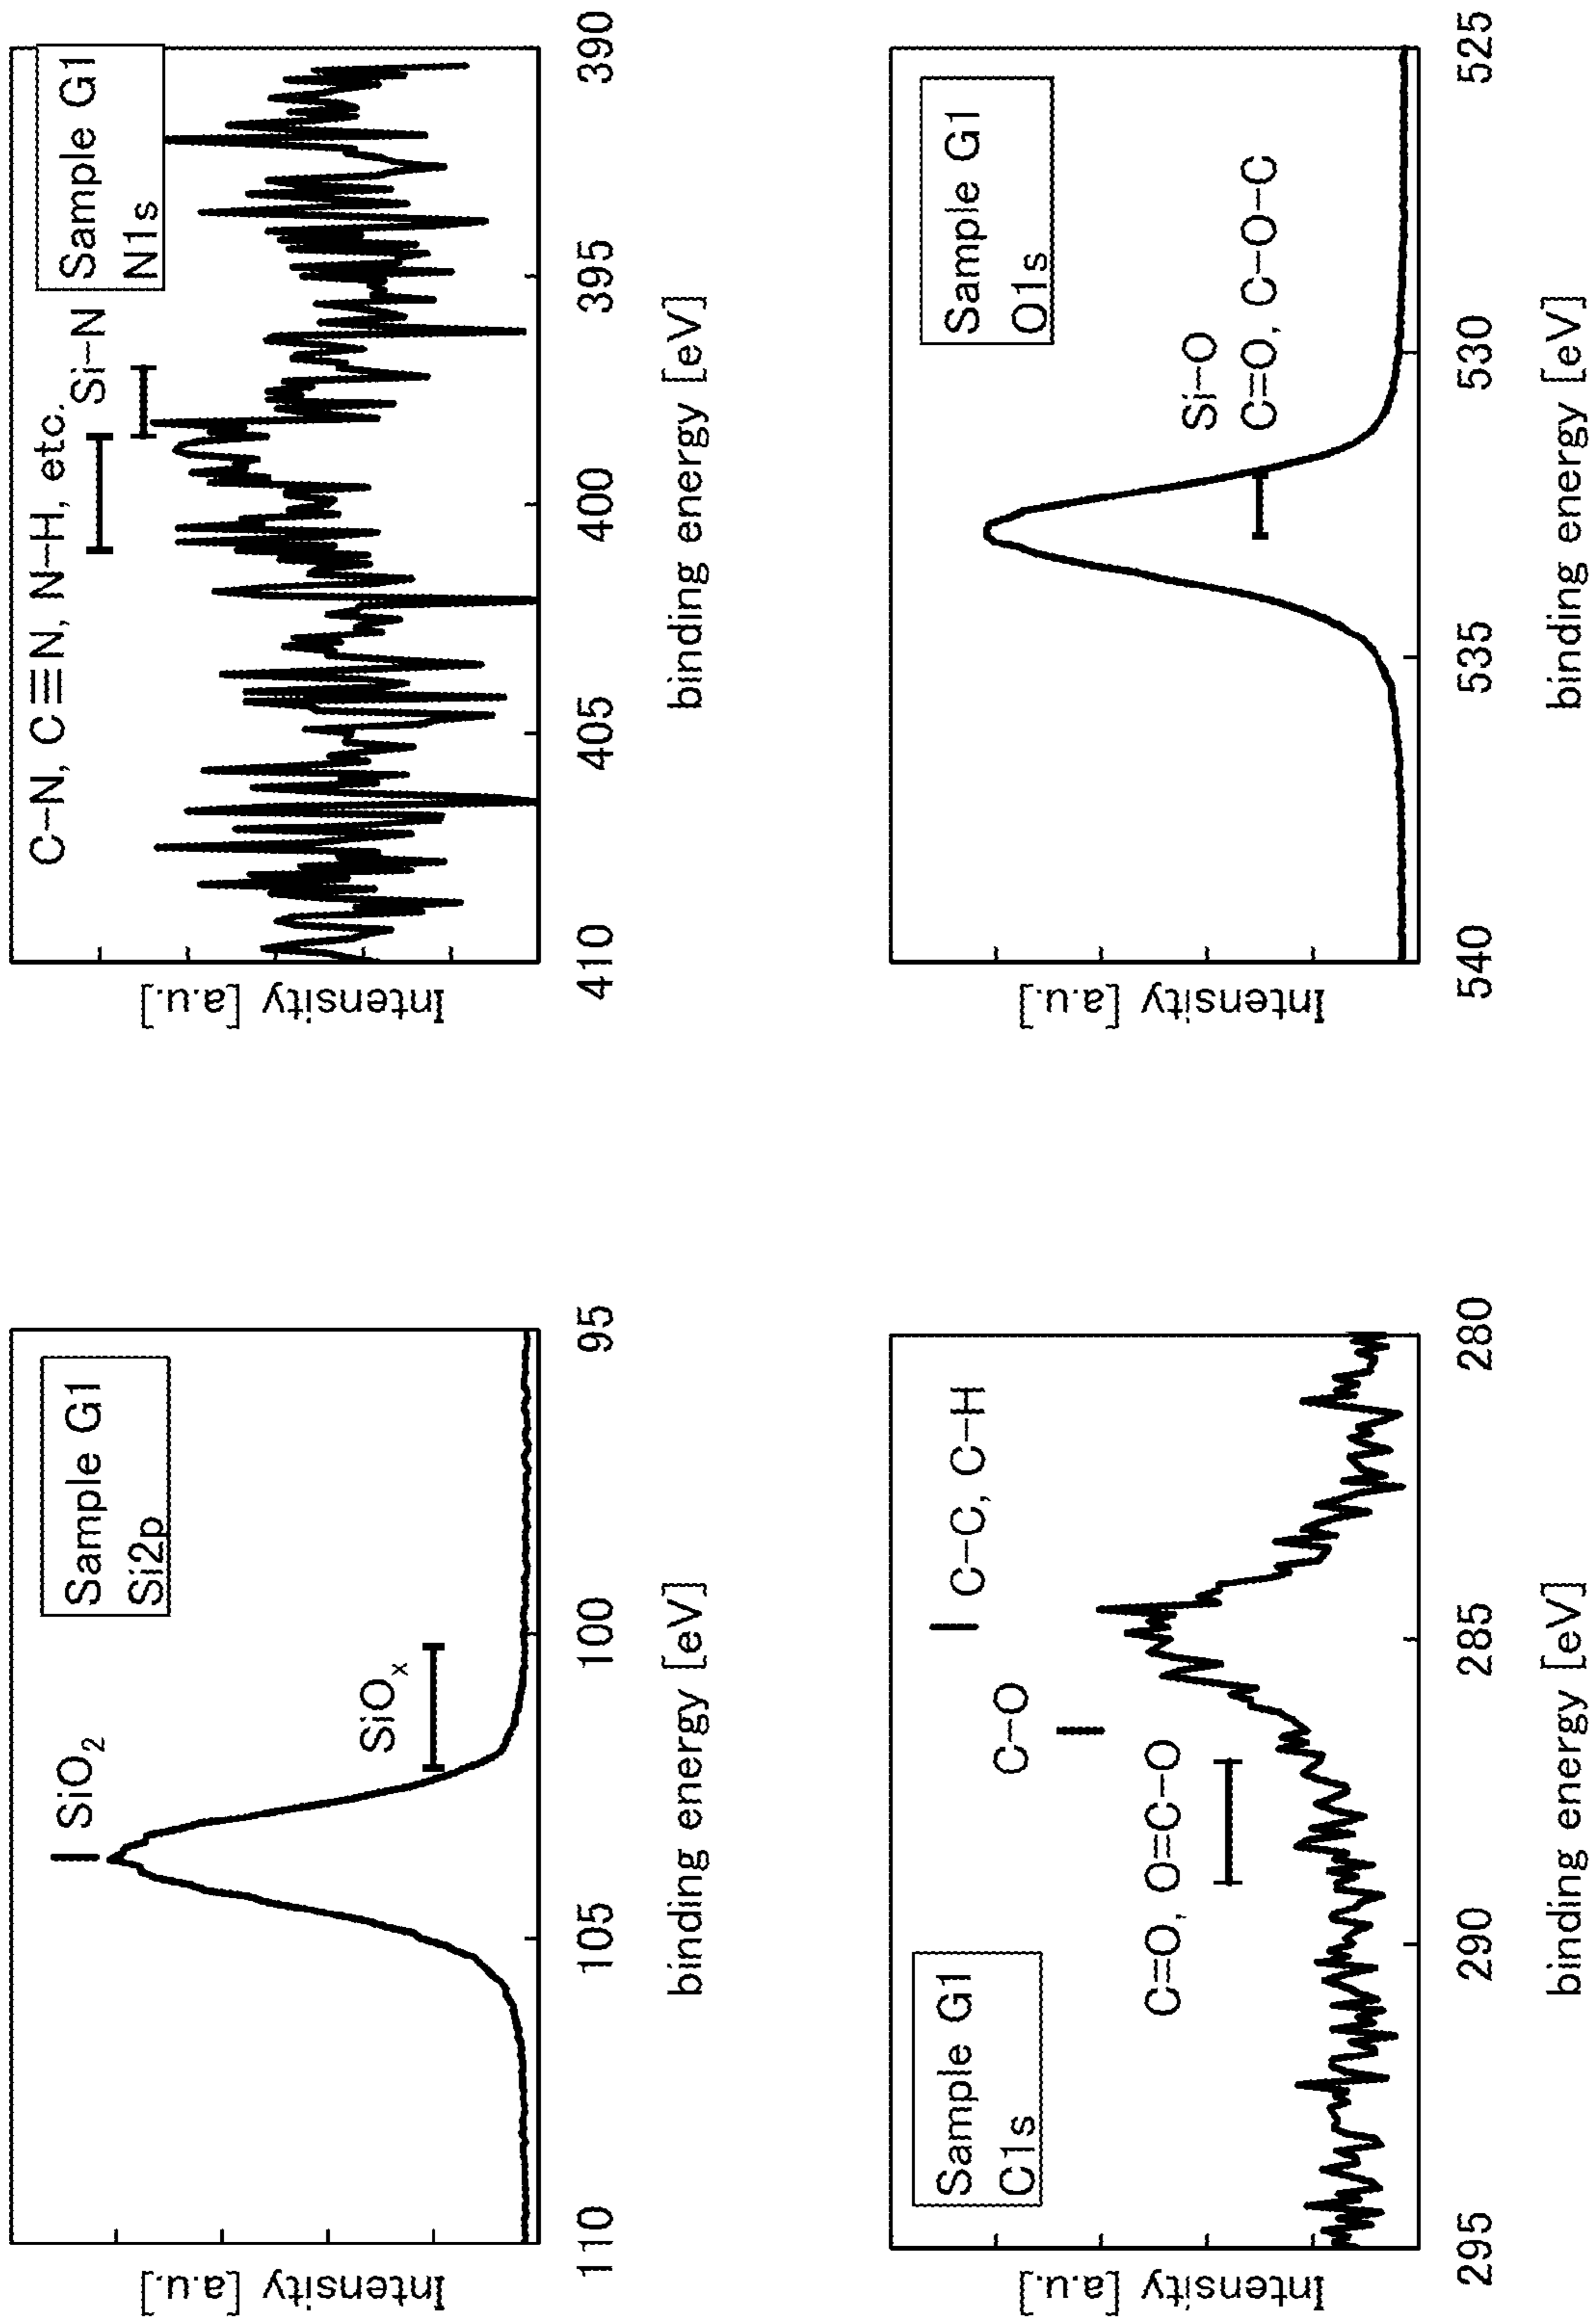 Sample G1
Si2p
SiO₂
SiOₓ
Intensity [a.u.]
110 105 100 95
binding energy [eV]
C-N, C≡N, N-H, etc.
Si-N
Sample G1
N1s
Intensity [a.u.]
410 405 400 395 390
binding energy [eV]
Sample G1
C1s
C=O, O=C-O
C-O
C-C, C-H
Intensity [a.u.]
295 290 285 280
binding energy [eV]
Sample G1
O1s
Si-O
C=O, C-O-C
Intensity [a.u.]
540 535 530 525
binding energy [eV]